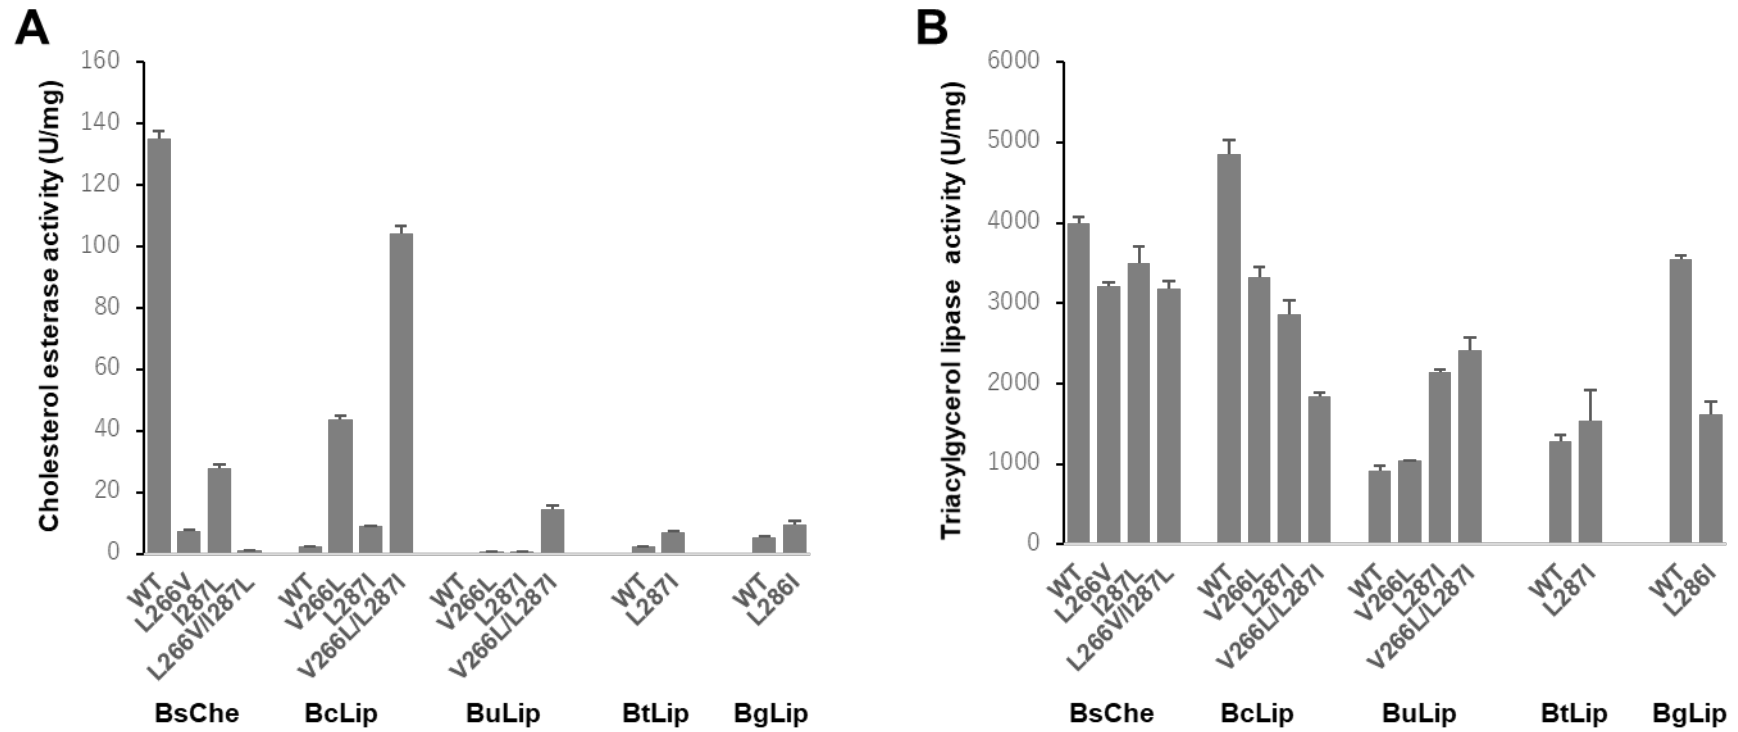 A
Cholesterol esterase activity (U/mg)
160
140
120
100
80
60
40
20
0
WT
L266V
I287L
L266V/I287L
WT
V266L
L287I
V266L/L287I
WT
V266L
L287I
V266L/L287I
WT
L287I
WT
L286I
BsChe
BcLip
BuLip
BtLip
BgLip
B
Triacylglycerol lipase activity (U/mg)
6000
5000
4000
3000
2000
1000
0
WT
L266V
I287L
L266V/I287L
WT
V266L
L287I
V266L/L287I
WT
V266L
L287I
V266L/L287I
WT
L287I
WT
L286I
BsChe
BcLip
BuLip
BtLip
BgLip